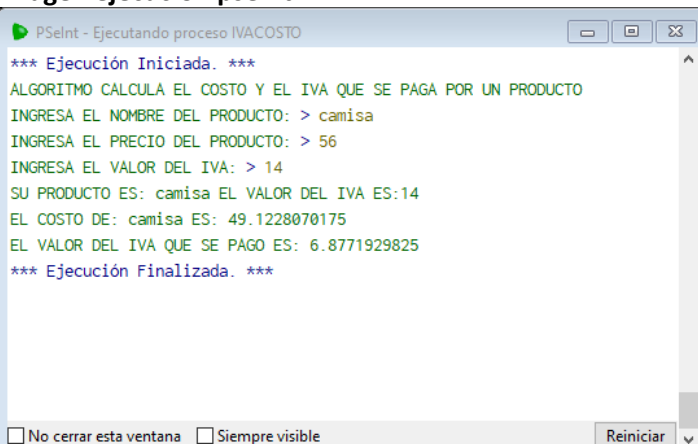 PSeInt - Ejecutando proceso IVACOSTO
*** Ejecución Iniciada. ***
ALGORITMO CALCULA EL COSTO Y EL IVA QUE SE PAGA POR UN PRODUCTO
INGRESA EL NOMBRE DEL PRODUCTO: > camisa
INGRESA EL PRECIO DEL PRODUCTO: > 56
INGRESA EL VALOR DEL IVA: > 14
SU PRODUCTO ES: camisa EL VALOR DEL IVA ES:14
EL COSTO DE: camisa ES: 49.1228070175
EL VALOR DEL IVA QUE SE PAGO ES: 6.8771929825
*** Ejecución Finalizada. ***
No cerrar esta ventana Siempre visible Reiniciar